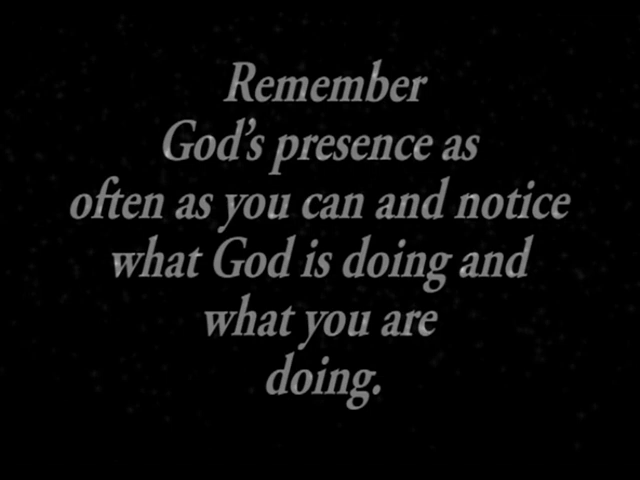 Remember
God's presence as
often as you can and notice
what God is doing and
what you are
doing.